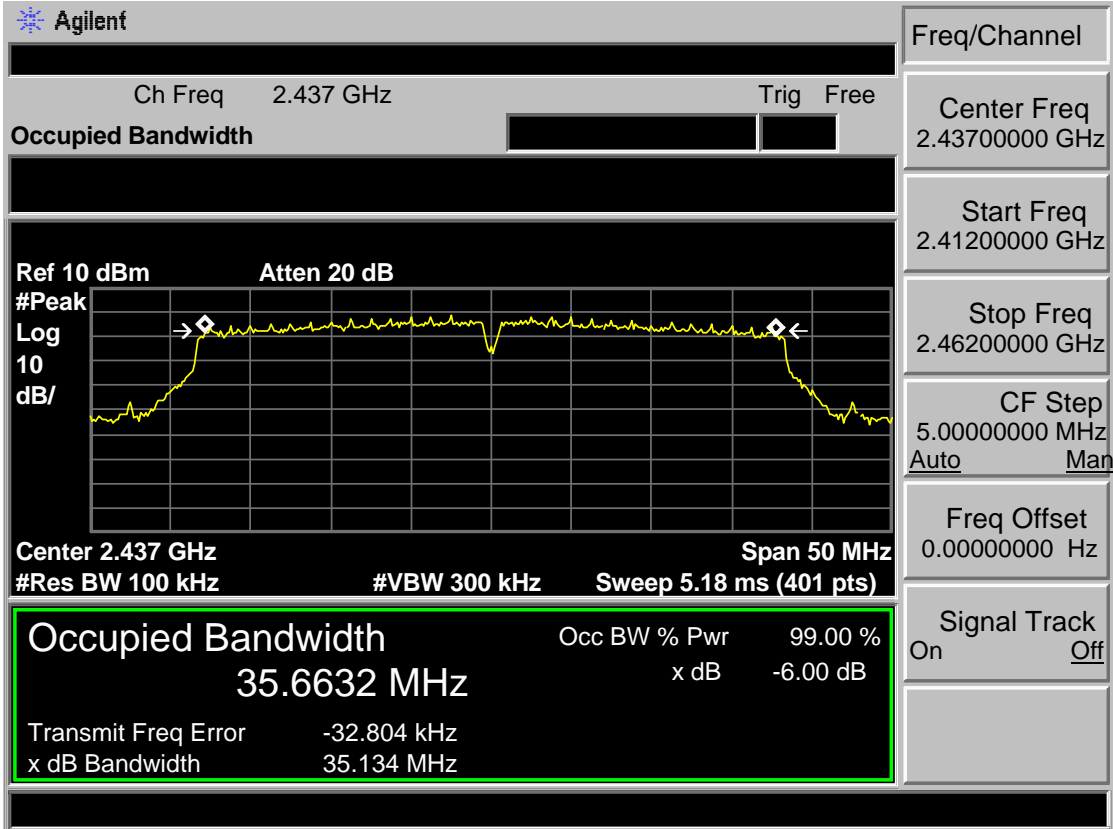 Agilent
Freq/Channel
Ch Freq 2.437 GHz Trig Free
Occupied Bandwidth
Center Freq
2.43700000 GHz
Start Freq
2.41200000 GHz
Stop Freq
2.46200000 GHz
CF Step
5.00000000 MHz
Auto Man
Freq Offset
0.00000000 Hz
Signal Track
On Off
Ref 10 dBm Atten 20 dB
#Peak
Log
10
dB/
Center 2.437 GHz Span 50 MHz
#Res BW 100 kHz #VBW 300 kHz Sweep 5.18 ms (401 pts)
Occupied Bandwidth Occ BW % Pwr 99.00 %
35.6632 MHz x dB -6.00 dB
Transmit Freq Error -32.804 kHz
x dB Bandwidth 35.134 MHz